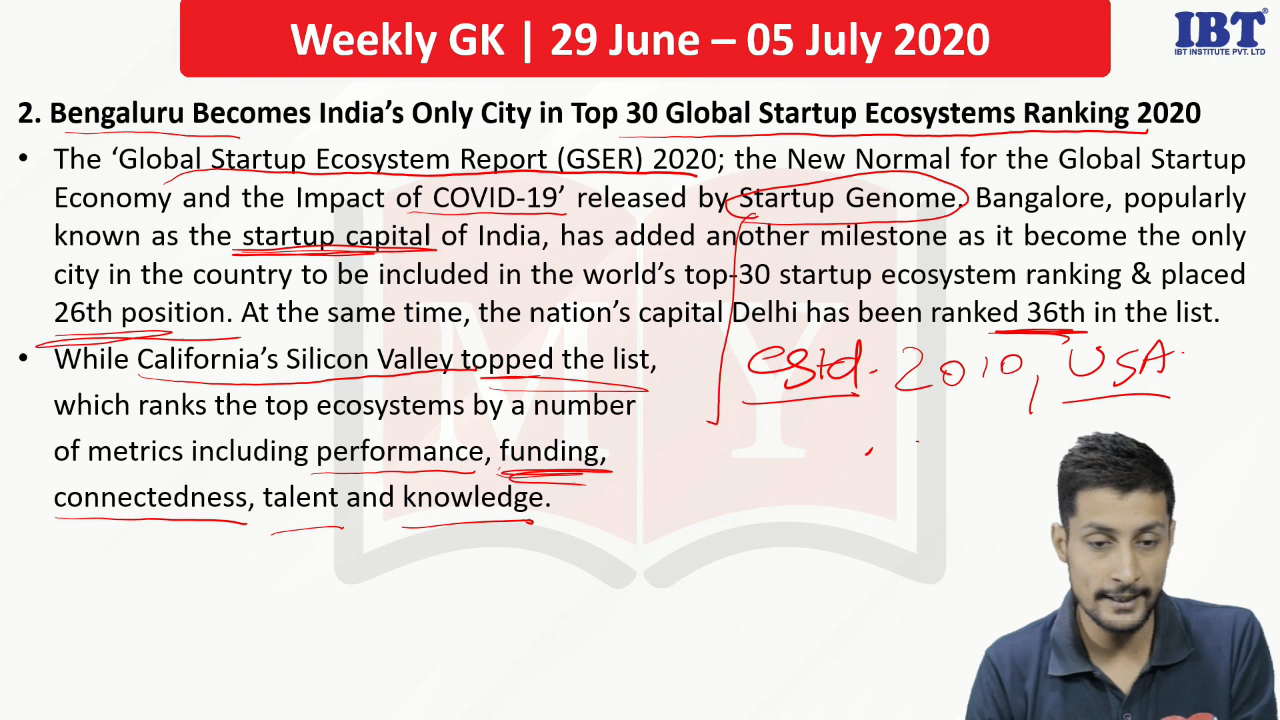 Weekly GK | 29 June – 05 July 2020
IBT
IBT INSTITUTE PVT. LTD
2. Bengaluru Becomes India's Only City in Top 30 Global Startup Ecosystems Ranking 2020
• The 'Global Startup Ecosystem Report (GSER) 2020; the New Normal for the Global Startup
Economy and the Impact of COVID-19' released by Startup Genome. Bangalore, popularly
known as the startup capital of India, has added another milestone as it become the only
city in the country to be included in the world's top-30 startup ecosystem ranking & placed
26th position. At the same time, the nation's capital Delhi has been ranked 36th in the list.
• While California's Silicon Valley topped the list,
which ranks the top ecosystems by a number
of metrics including performance, funding,
connectedness, talent and knowledge.
estd. 2010, USA
MY